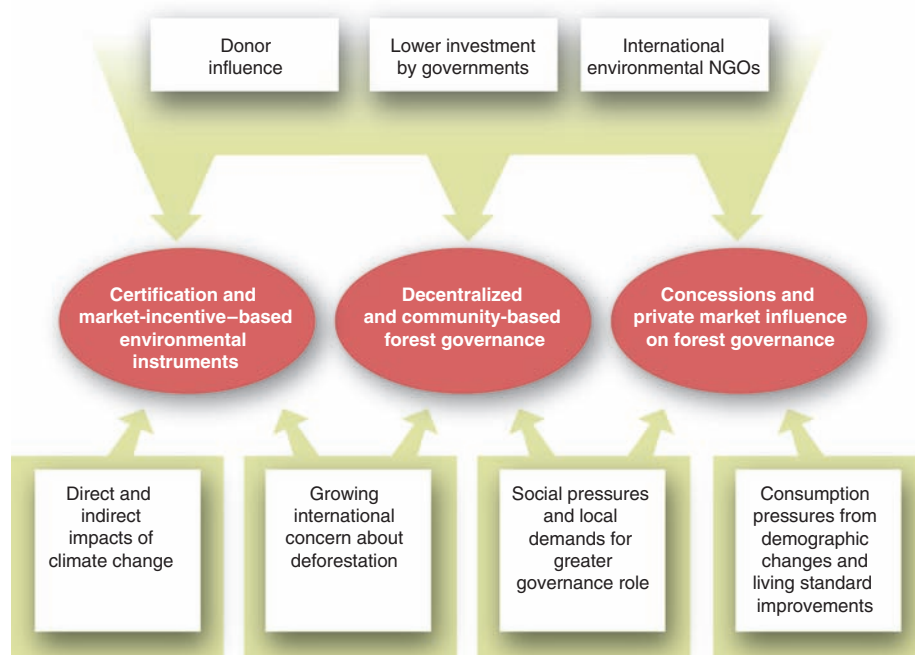 Donor
influence
Lower investment
by governments
International
environmental NGOs
Certification and
market-incentive–based
environmental
instruments
Decentralized
and community-based
forest governance
Concessions and
private market influence
on forest governance
Direct and
indirect
impacts of
climate change
Growing
international
concern about
deforestation
Social pressures
and local
demands for
greater
governance role
Consumption
pressures from
demographic
changes and
living standard
improvements